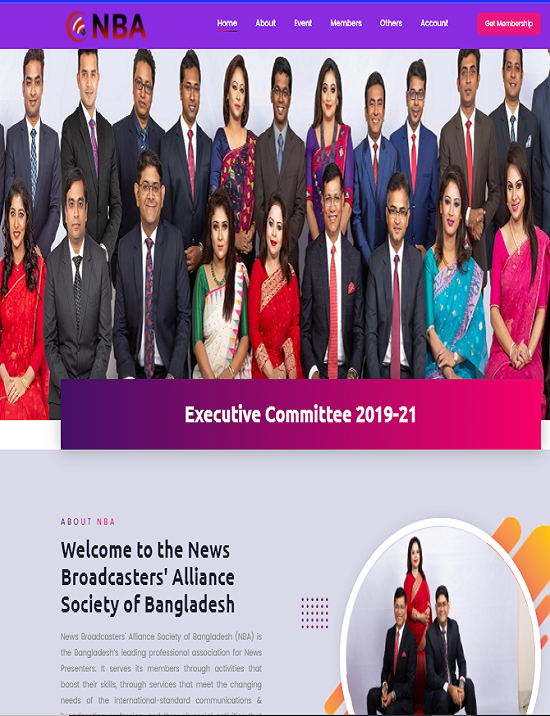 NBA
Home About Event Members Others Account Get Membership
Executive Committee 2019-21
ABOUT NBA
Welcome to the News
Broadcasters' Alliance
Society of Bangladesh
News Broadcasters' Alliance Society of Bangladesh (NBA) is
the Bangladesh's leading professional association for News
Presenters. It serves its members through activities that
boost their skills, through services that meet the changing
needs of the international-standard communications &